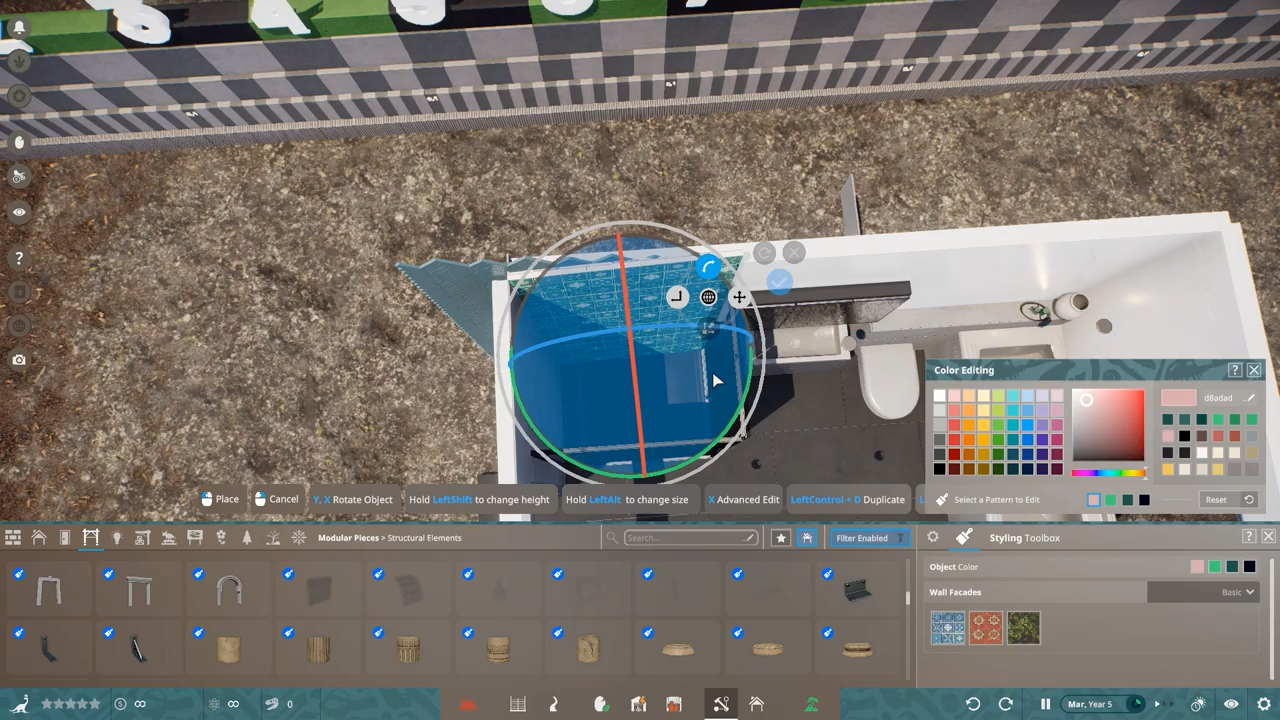 S A S
Color Editing
?
d8adad
Select a Pattern to Edit
Reset
Place
Cancel
Y, X Rotate Object
Hold LeftShift to change height
Hold LeftAlt to change size
X Advanced Edit
LeftControl + D Duplicate
Modular Pieces > Structural Elements
Search...
Filter Enabled
Styling Toolbox
?
Object Color
Wall Facades
Basic
?
$ ∞
∞
0
Mar, Year 5